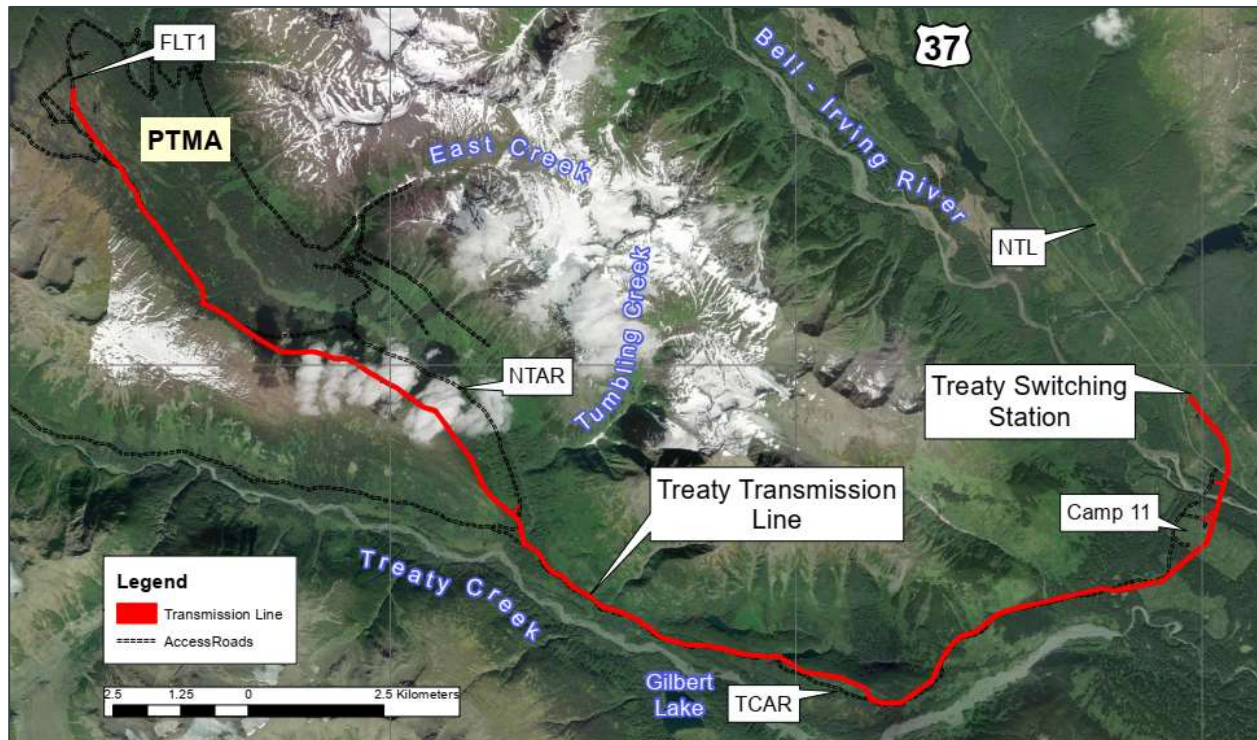 FLT1
37
PTMA
Bell - Irving River
East Creek
NTL
Tumbling Creek
NTAR
Treaty Switching
Station
Treaty Transmission
Line
Camp 11
Treaty Creek
Legend
Transmission Line
AccessRoads
Gilbert
Lake
TCAR
2.5 1.25 0 2.5 Kilometers